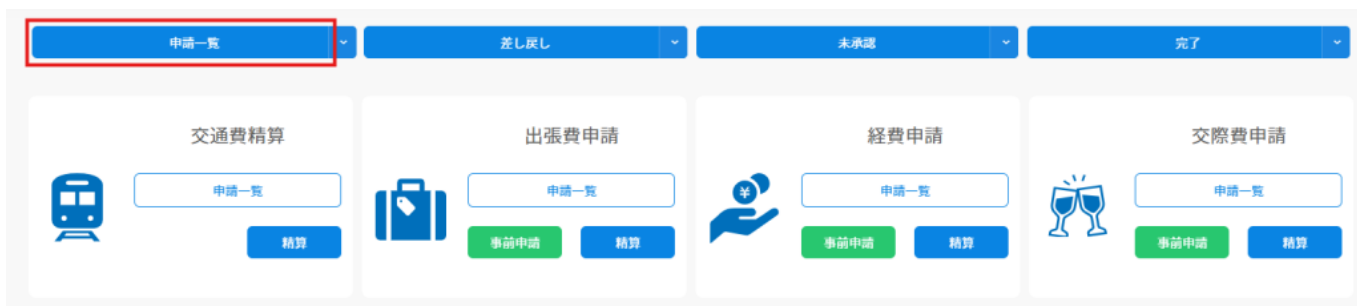 申請一覧 差し戻し 未承認 完了
交通費精算 出張費申請 経費申請 交際費申請
申請一覧 申請一覧 ¥ 申請一覧 申請一覧
精算 事前申請 精算 事前申請 精算 事前申請 精算